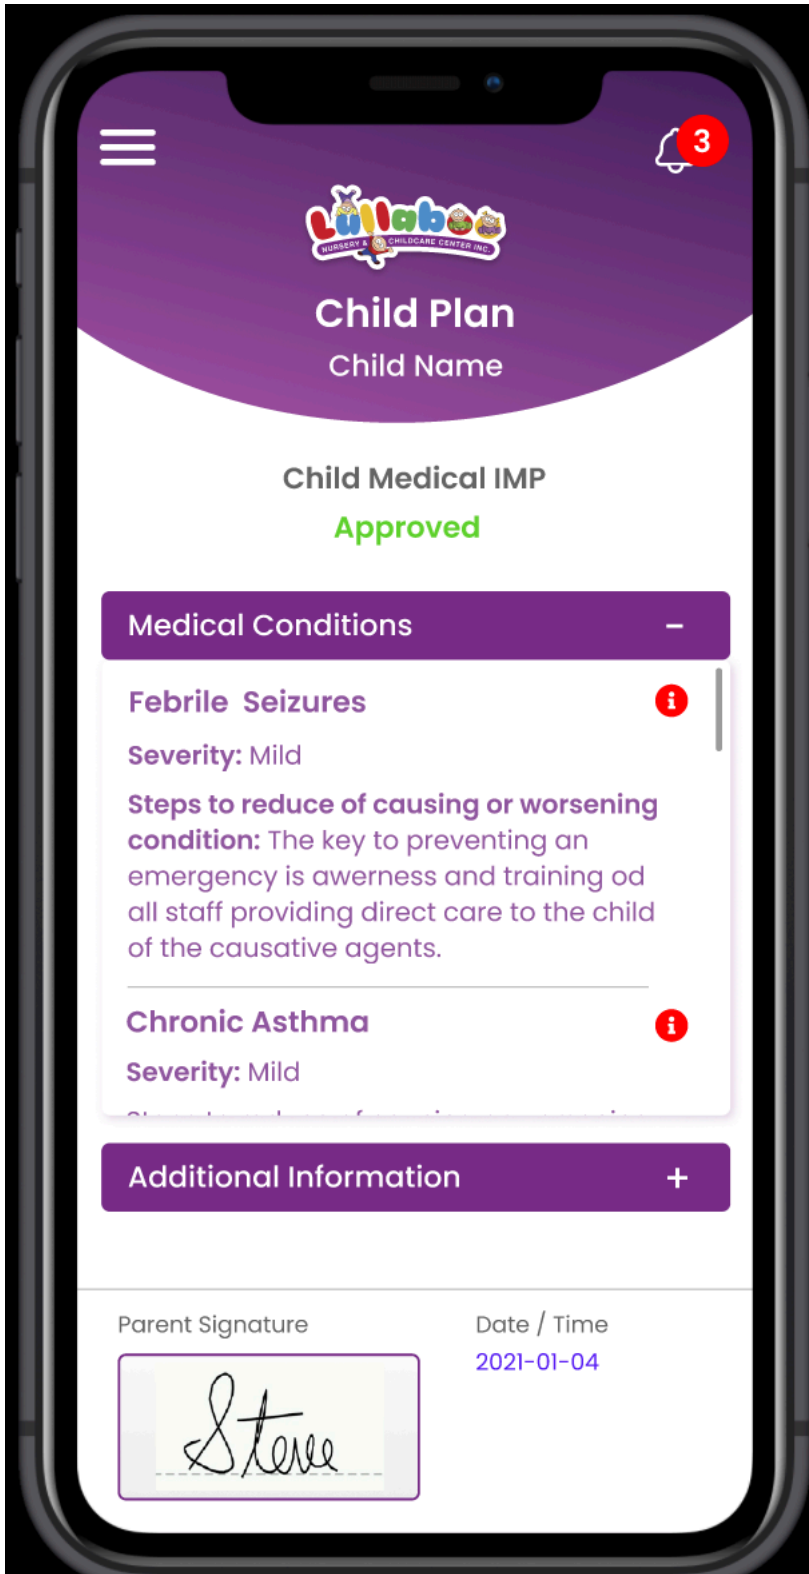 3
Lullaboo
NURSERY & CHILDCARE CENTER INC.
Child Plan
Child Name
Child Medical IMP
Approved
Medical Conditions −
Febrile Seizures
Severity: Mild
Steps to reduce of causing or worsening
condition: The key to preventing an
emergency is awerness and training od
all staff providing direct care to the child
of the causative agents.
Chronic Asthma
Severity: Mild
Additional Information +
Parent Signature
Date / Time
2021-01-04
Steve